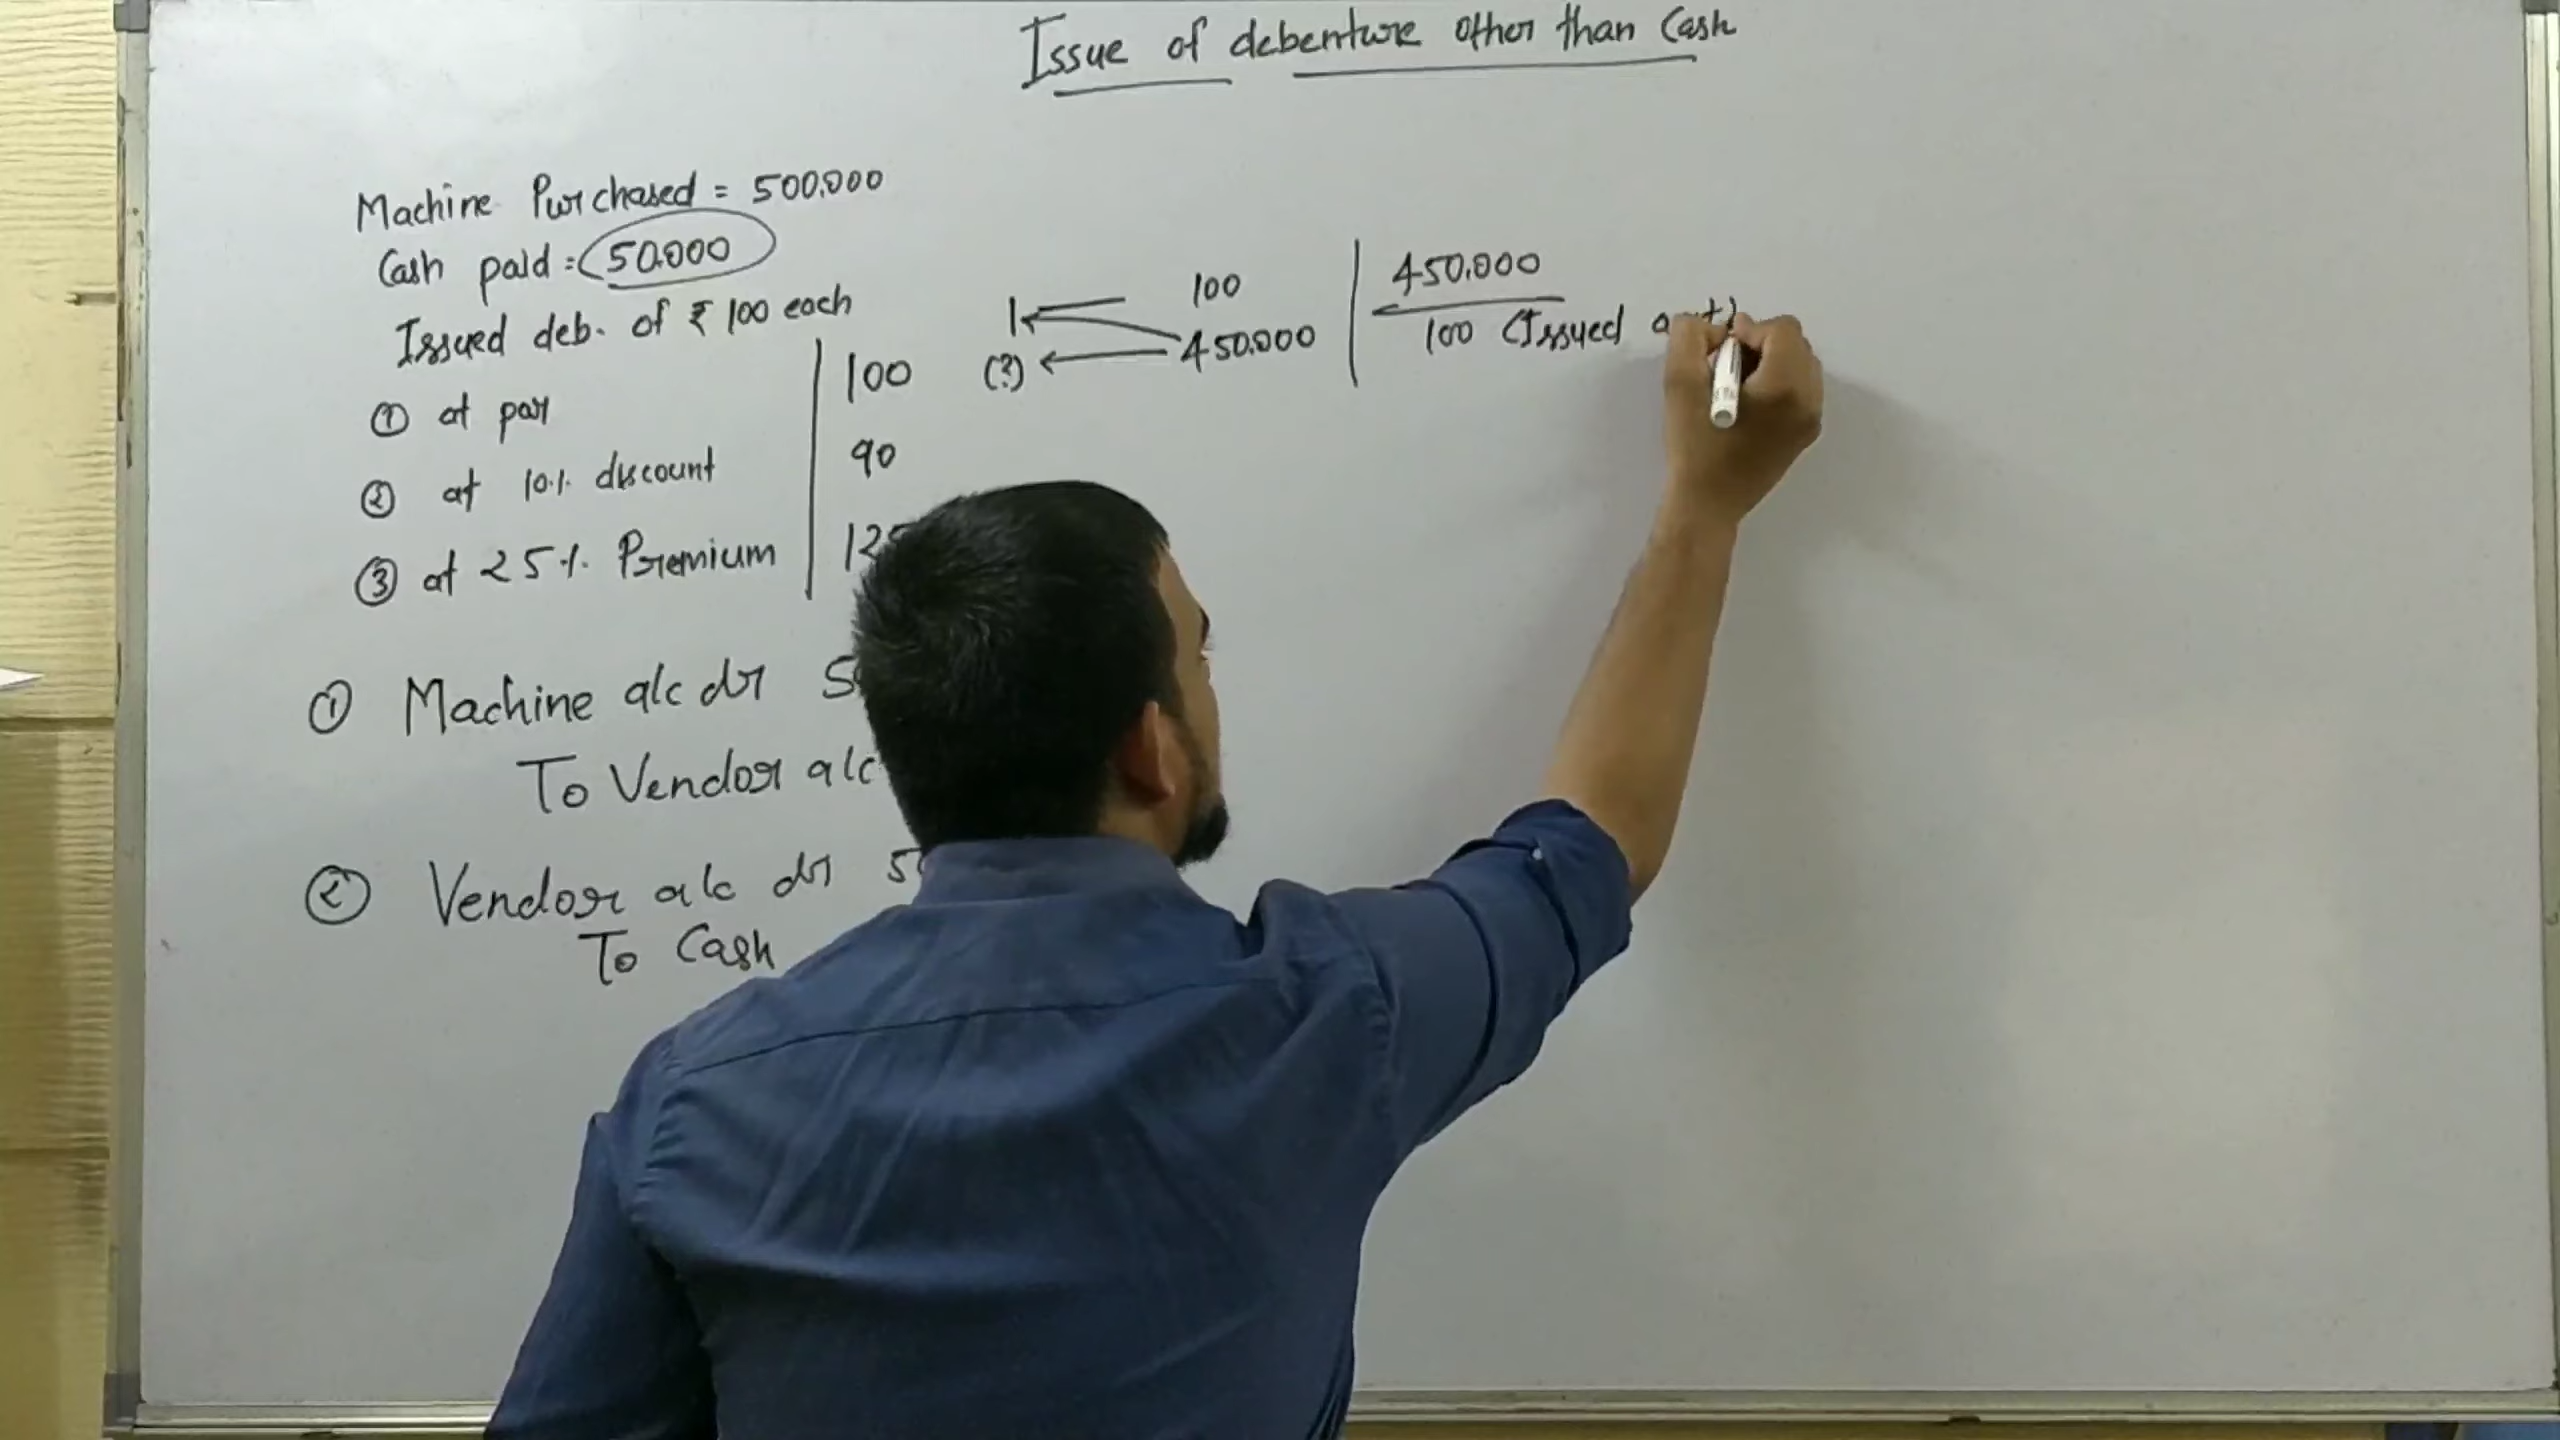 Issue of debenture other than Cash
Machine Purchased = 500,000
Cash paid = 50,000
Issued deb. of ₹ 100 each
① at par
② at 10% discount
③ at 25% Premium
100
90
1 100
(?) 450,000
450,000
100 (Issued
① Machine a/c dr
To Vendor a/c
② Vendor a/c dr
To Cash